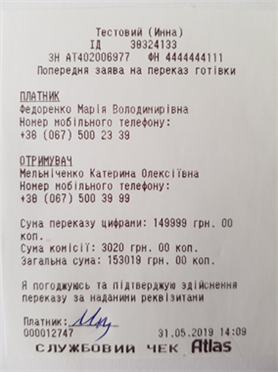 Тестовий (Инна)
ІД 38324133
ЗН АТ402006977 ФН 4444444111
Попередня заява на переказ готівки
ПЛАТНИК
Федоренко Марія Володимирівна
Номер мобільного телефону:
+38 (067) 500 23 39
ОТРИМУВАЧ
Мельніченко Катерина Олексіївна
Номер мобільного телефону:
+38 (067) 500 39 99
Сума переказу цифрами: 149999 грн. 00
коп.
Сума комісії: 3020 грн. 00 коп.
Загальна сума: 153019 грн. 00 коп.
Я погоджуюсь та підтверджую здійснення
переказу за наданими реквізитами
Платник:
000012747 31.05.2019 14:09
СЛУЖБОВИЙ ЧЕК Atlas